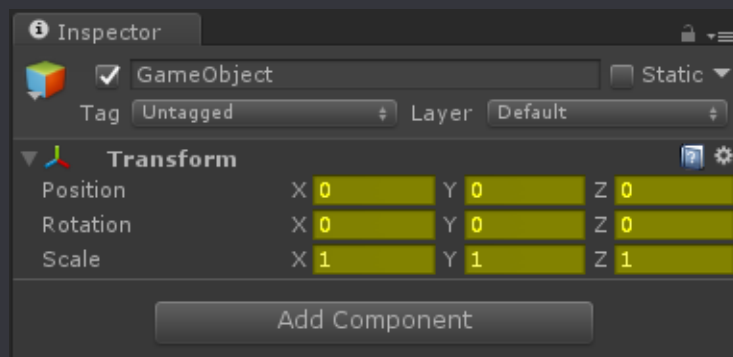 Inspector
GameObject Static
Tag Untagged Layer Default
Transform
Position X 0 Y 0 Z 0
Rotation X 0 Y 0 Z 0
Scale X 1 Y 1 Z 1
Add Component